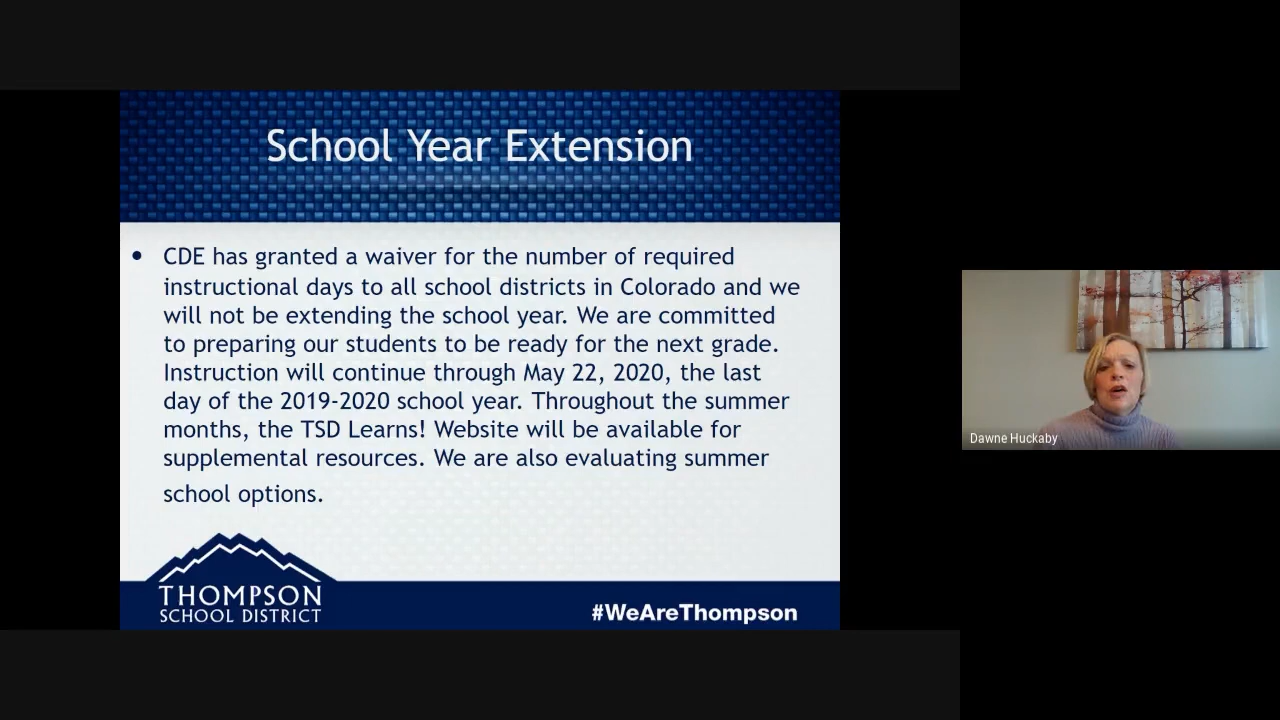 School Year Extension
• CDE has granted a waiver for the number of required
instructional days to all school districts in Colorado and we
will not be extending the school year. We are committed
to preparing our students to be ready for the next grade.
Instruction will continue through May 22, 2020, the last
day of the 2019-2020 school year. Throughout the summer
months, the TSD Learns! Website will be available for
supplemental resources. We are also evaluating summer
school options.
THOMPSON
SCHOOL DISTRICT
#WeAreThompson
Dawne Huckaby